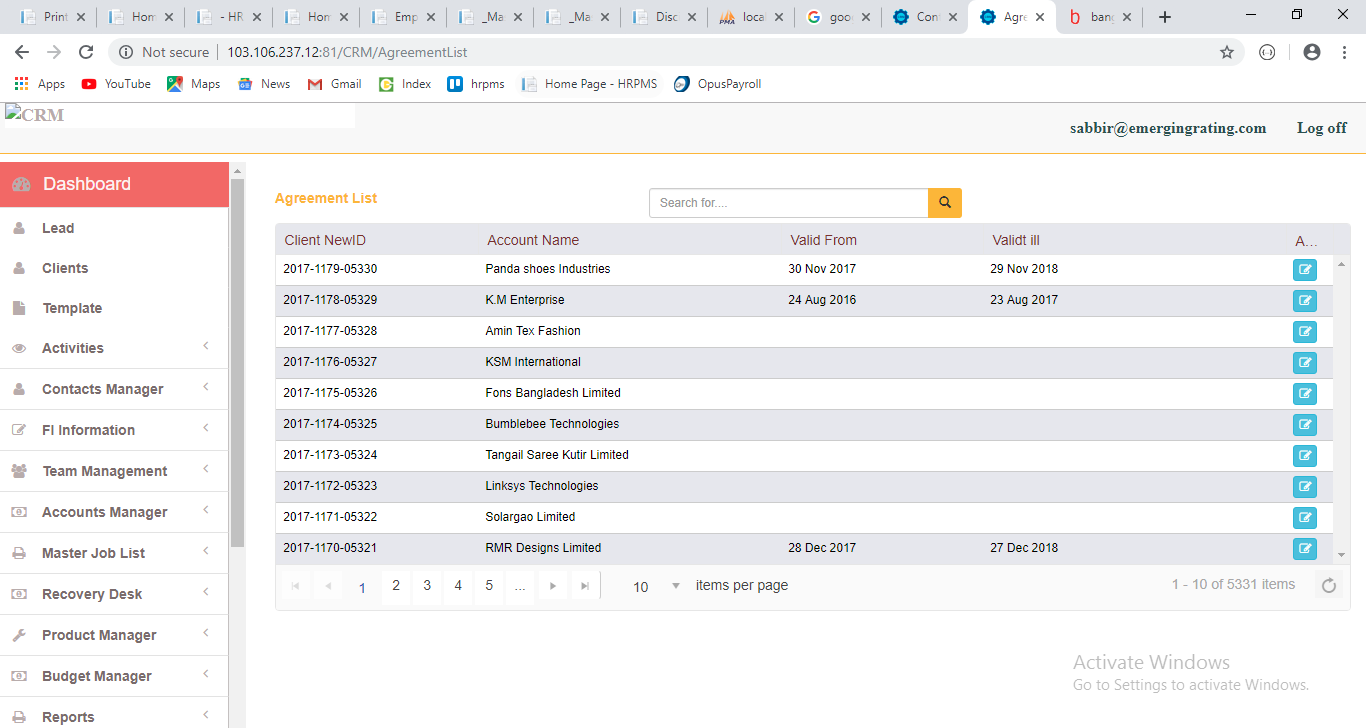 Print
Hom
- HR
Hom
Emp
_Ma
_Ma
Disc
PMA
loca
goo
Con
Agre
bang
Not secure
103.106.237.12:81/CRM/AgreementList
Apps
YouTube
Maps
News
Gmail
Index
hrpms
Home Page - HRPMS
OpusPayroll
CRM
sabbir@emergingrating.com Log off
Dashboard
Lead
Clients
Template
Activities
Contacts Manager
FI Information
Team Management
Accounts Manager
Master Job List
Recovery Desk
Product Manager
Budget Manager
Reports
Agreement List
Search for....
Client NewID Account Name Valid From Validt ill A...
2017-1179-05330 Panda shoes Industries 30 Nov 2017 29 Nov 2018
2017-1178-05329 K.M Enterprise 24 Aug 2016 23 Aug 2017
2017-1177-05328 Amin Tex Fashion
2017-1176-05327 KSM International
2017-1175-05326 Fons Bangladesh Limited
2017-1174-05325 Bumblebee Technologies
2017-1173-05324 Tangail Saree Kutir Limited
2017-1172-05323 Linksys Technologies
2017-1171-05322 Solargao Limited
2017-1170-05321 RMR Designs Limited 28 Dec 2017 27 Dec 2018
1 2 3 4 5 ... 10 items per page 1 - 10 of 5331 items
Activate Windows
Go to Settings to activate Windows.